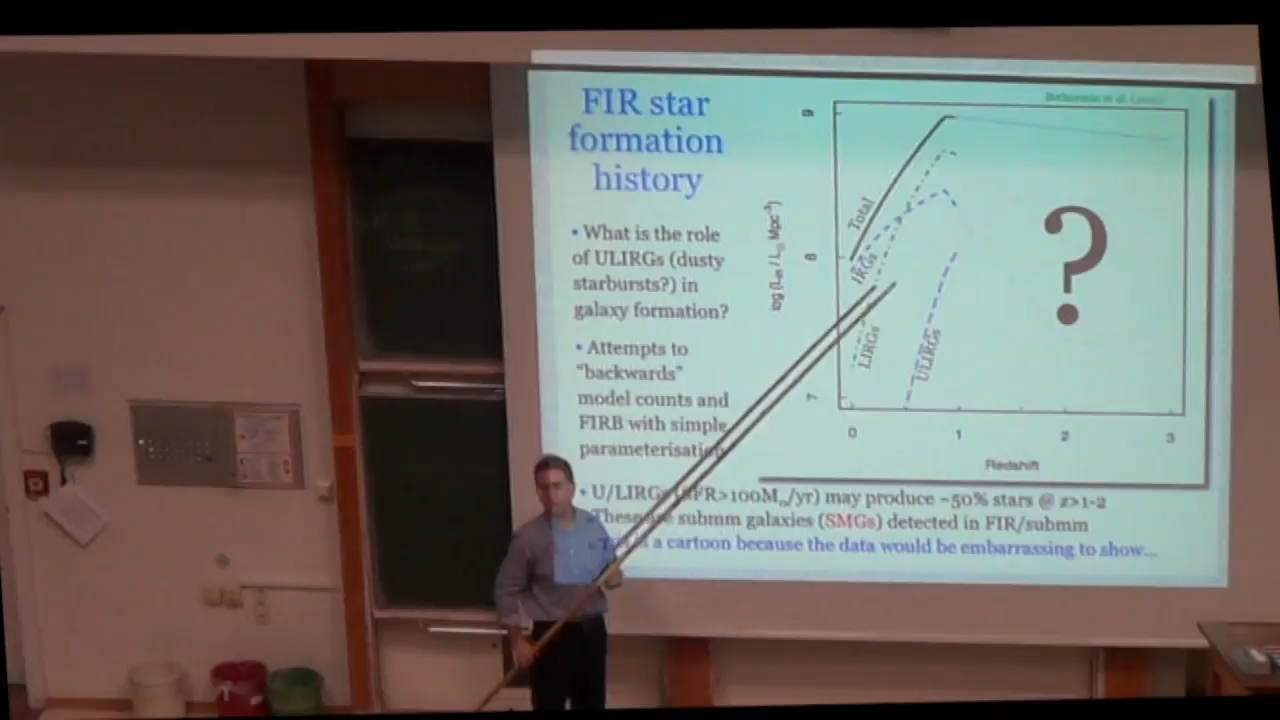 FIR star
formation
history
• What is the role
of ULIRGs (dusty
starbursts?) in
galaxy formation?
• Attempts to
"backwards"
model counts and
FIRB with simple
• U/LIRGs FR>100M☉/yr) may produce ~50% stars @ z>1-2
submm galaxies (SMGs) detected in FIR/submm
a cartoon because the data would be embarrassing to show...
9
8
7
log (L / L☉ Mpc⁻³)
Total
IRGs
LIRGs
ULIRGs
?
0 1 2 3
Redshift